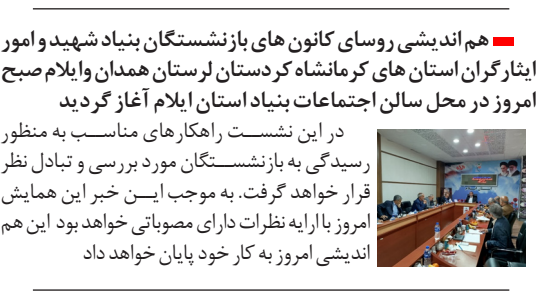 هم اندیشی روسای کانون های بازنشستگان بنیاد شهید و امور
ایثارگران استان های کرمانشاه کردستان لرستان همدان وایلام صبح
امروز در محل سالن اجتماعات بنیاد استان ایلام آغاز گردید
در این نشست راهکارهای مناسب به منظور
رسیدگی به بازنشستگان مورد بررسی و تبادل نظر
قرار خواهد گرفت. به موجب این خبر این همایش
امروز با ارایه نظرات دارای مصوباتی خواهد بود این هم
اندیشی امروز به کار خود پایان خواهد داد